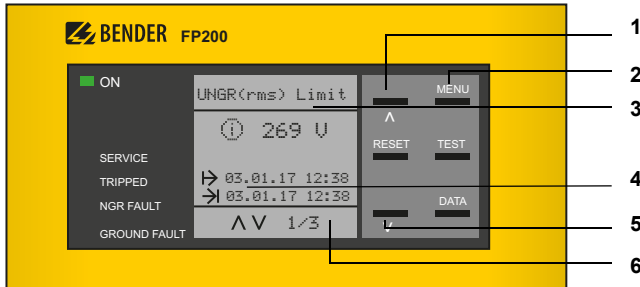 BENDER FP200
1
2
3
4
5
6
ON
UNGR(rms) Limit
MENU
∧
ⓘ 269 V
RESET
TEST
SERVICE
TRIPPED
03.01.17 12:38
NGR FAULT
03.01.17 12:38
DATA
GROUND FAULT
∧ ∨ 1/3
∨